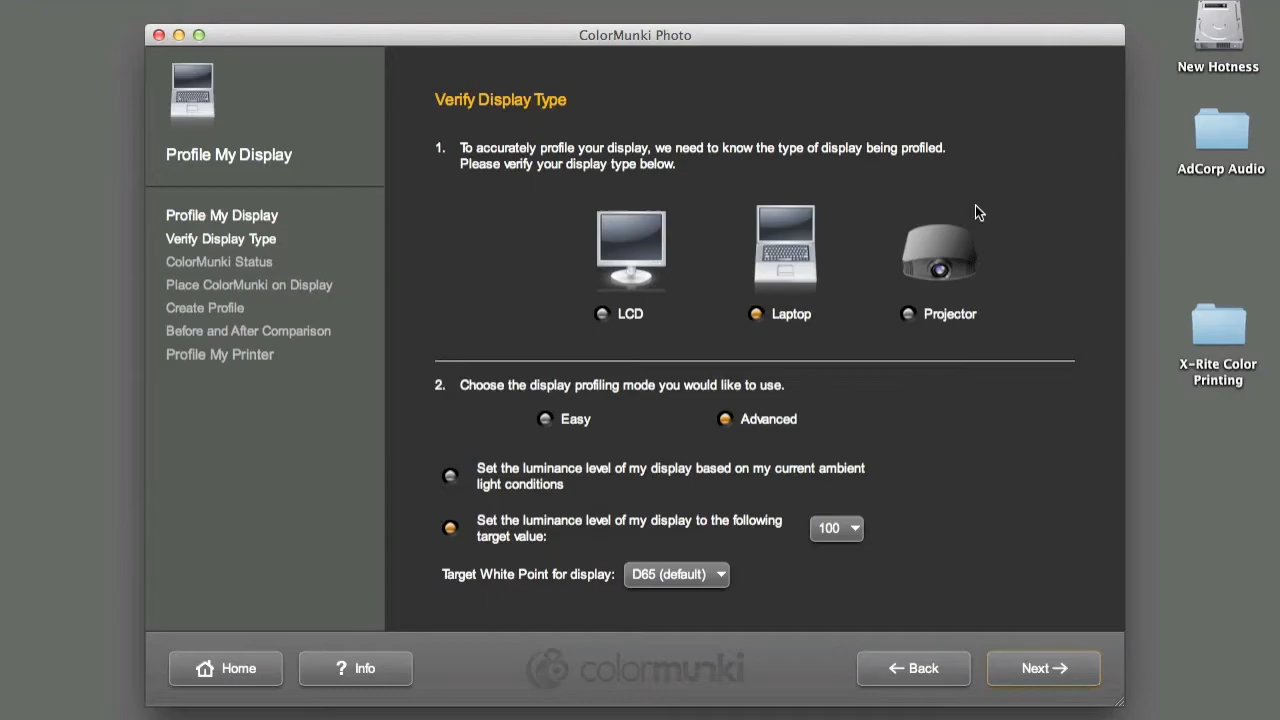 ColorMunki Photo
New Hotness
AdCorp Audio
X-Rite Color
Printing
Profile My Display
Profile My Display
Verify Display Type
ColorMunki Status
Place ColorMunki on Display
Create Profile
Before and After Comparison
Profile My Printer
Verify Display Type
1. To accurately profile your display, we need to know the type of display being profiled.
Please verify your display type below.
LCD
Laptop
Projector
2. Choose the display profiling mode you would like to use.
Easy
Advanced
Set the luminance level of my display based on my current ambient
light conditions
Set the luminance level of my display to the following
target value:
100
Target White Point for display:
D65 (default)
Home
? Info
colormunki
← Back
Next →